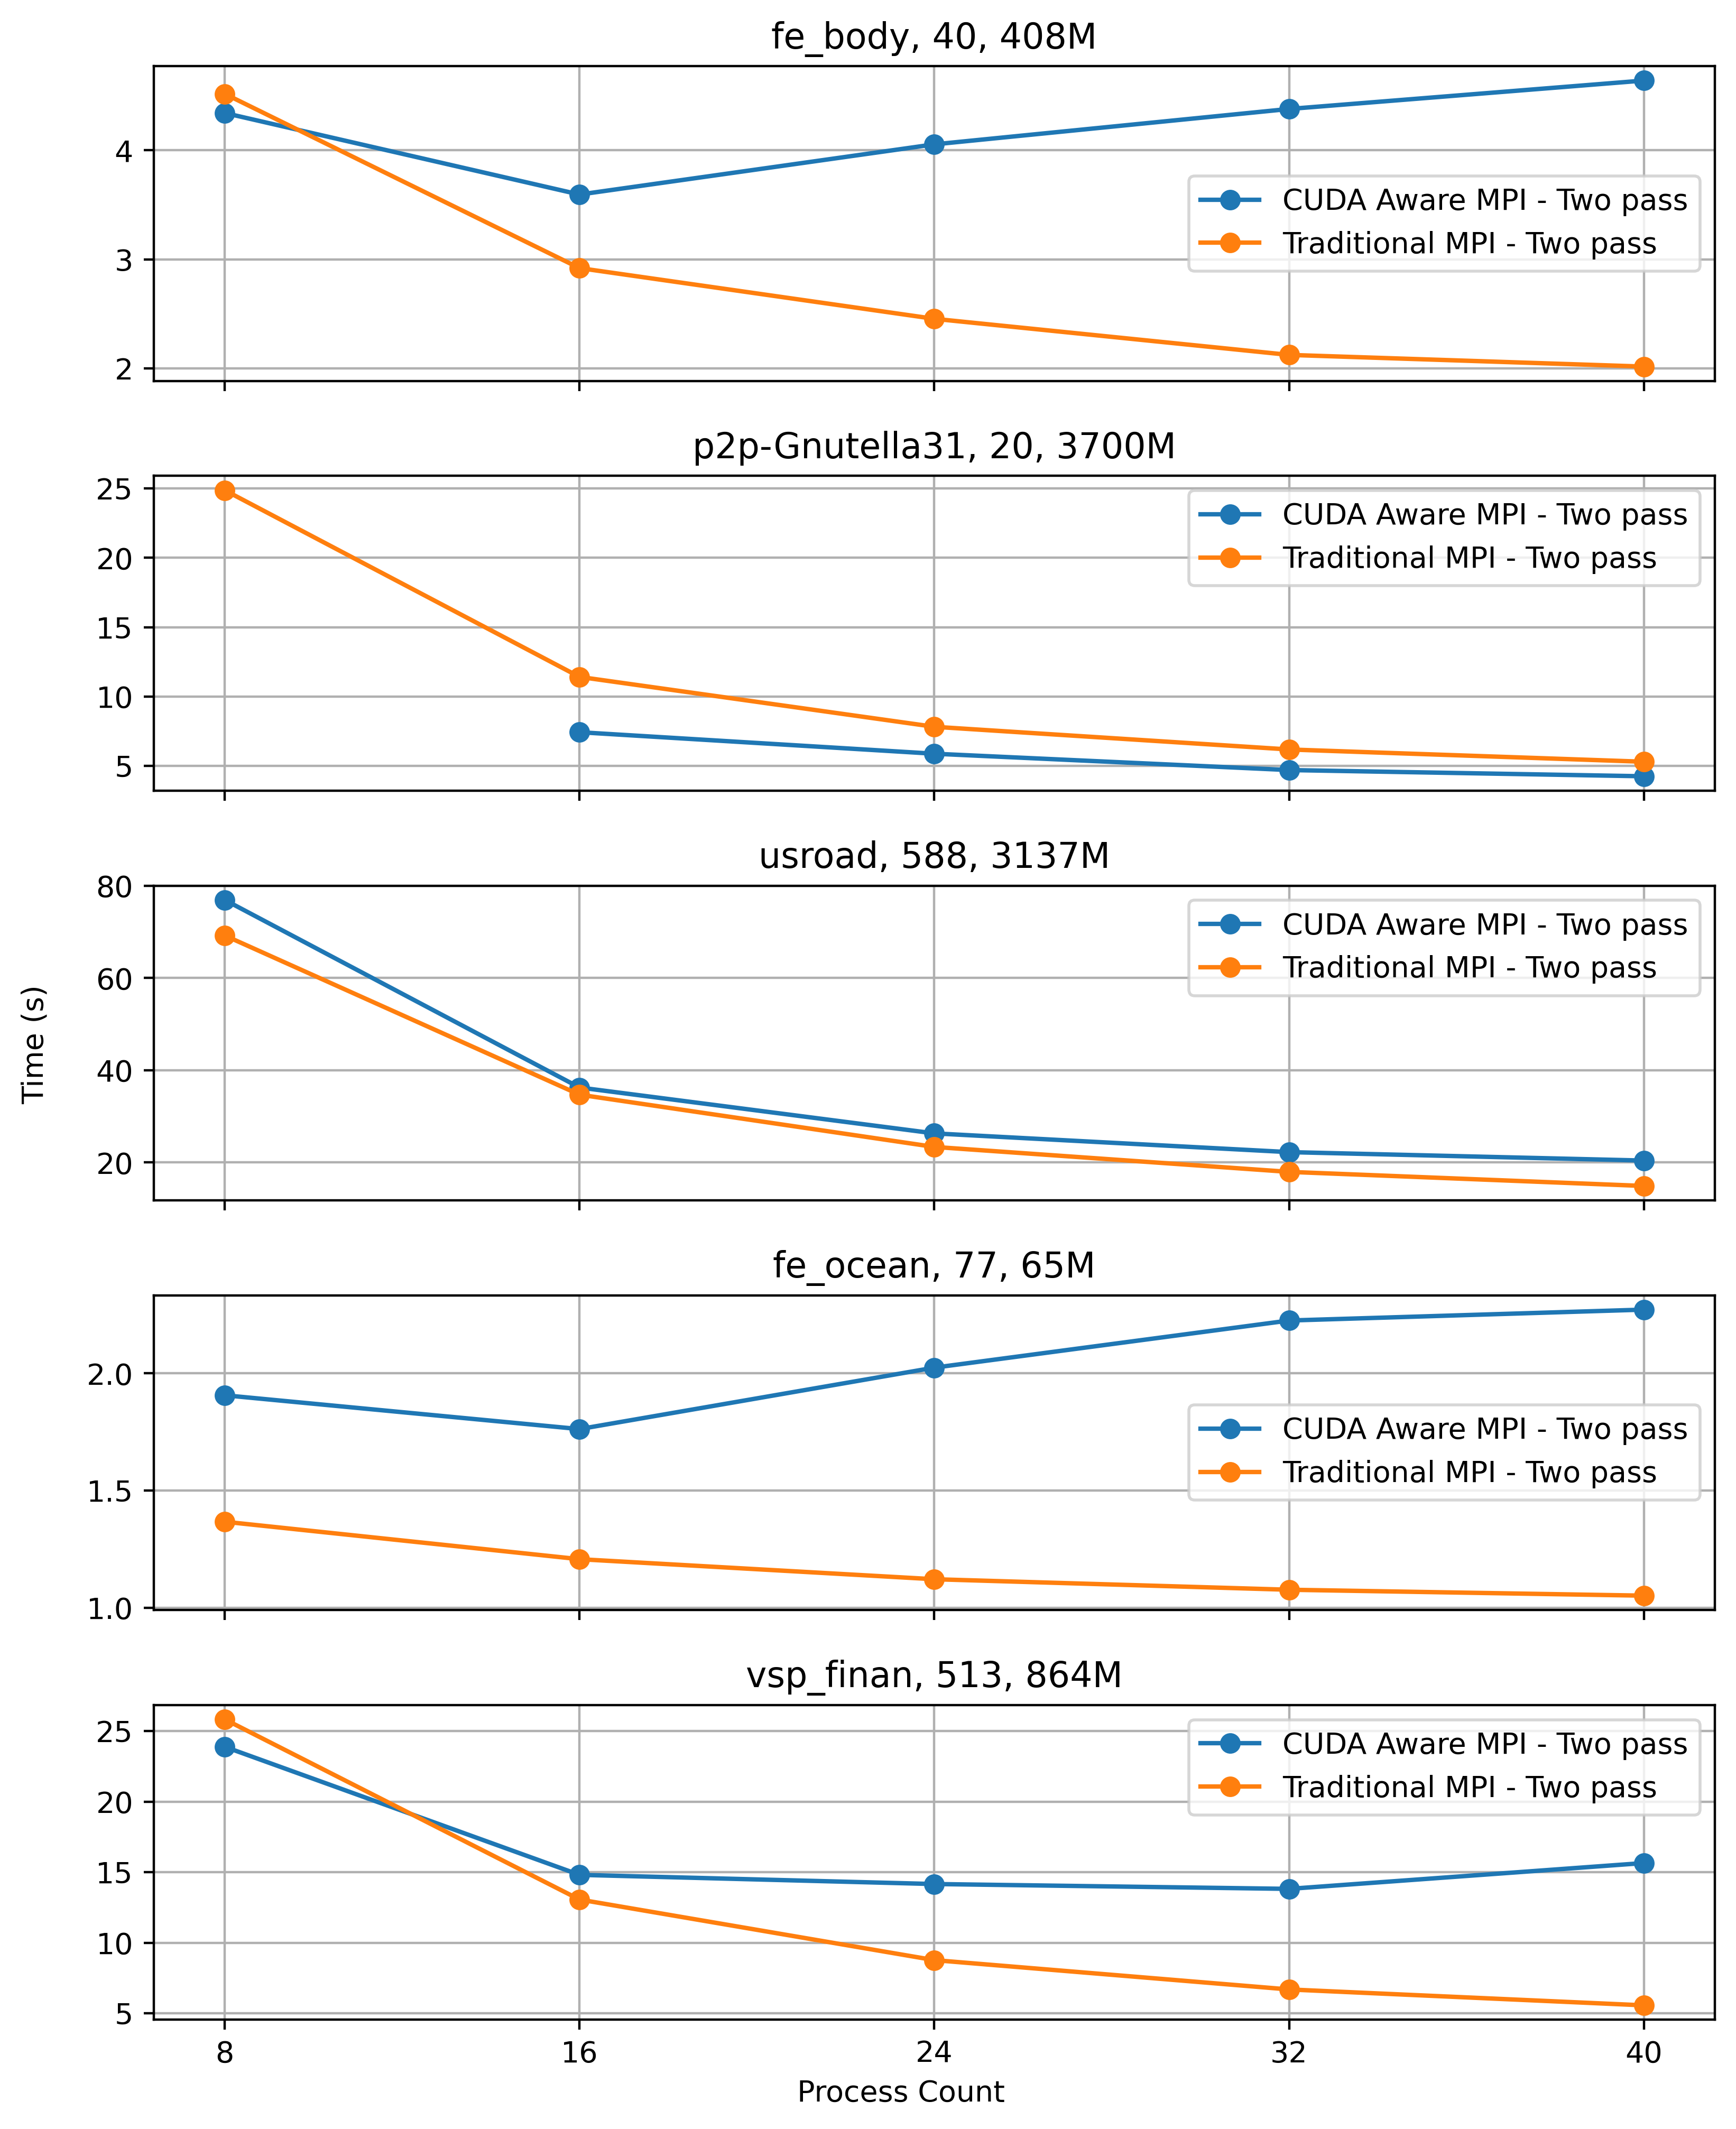 fe_body, 40, 408M
4
3
2
CUDA Aware MPI - Two pass
Traditional MPI - Two pass
p2p-Gnutella31, 20, 3700M
25
20
15
10
5
CUDA Aware MPI - Two pass
Traditional MPI - Two pass
usroad, 588, 3137M
80
60
40
20
CUDA Aware MPI - Two pass
Traditional MPI - Two pass
Time (s)
fe_ocean, 77, 65M
2.0
1.5
1.0
CUDA Aware MPI - Two pass
Traditional MPI - Two pass
vsp_finan, 513, 864M
25
20
15
10
5
CUDA Aware MPI - Two pass
Traditional MPI - Two pass
8 16 24 32 40
Process Count